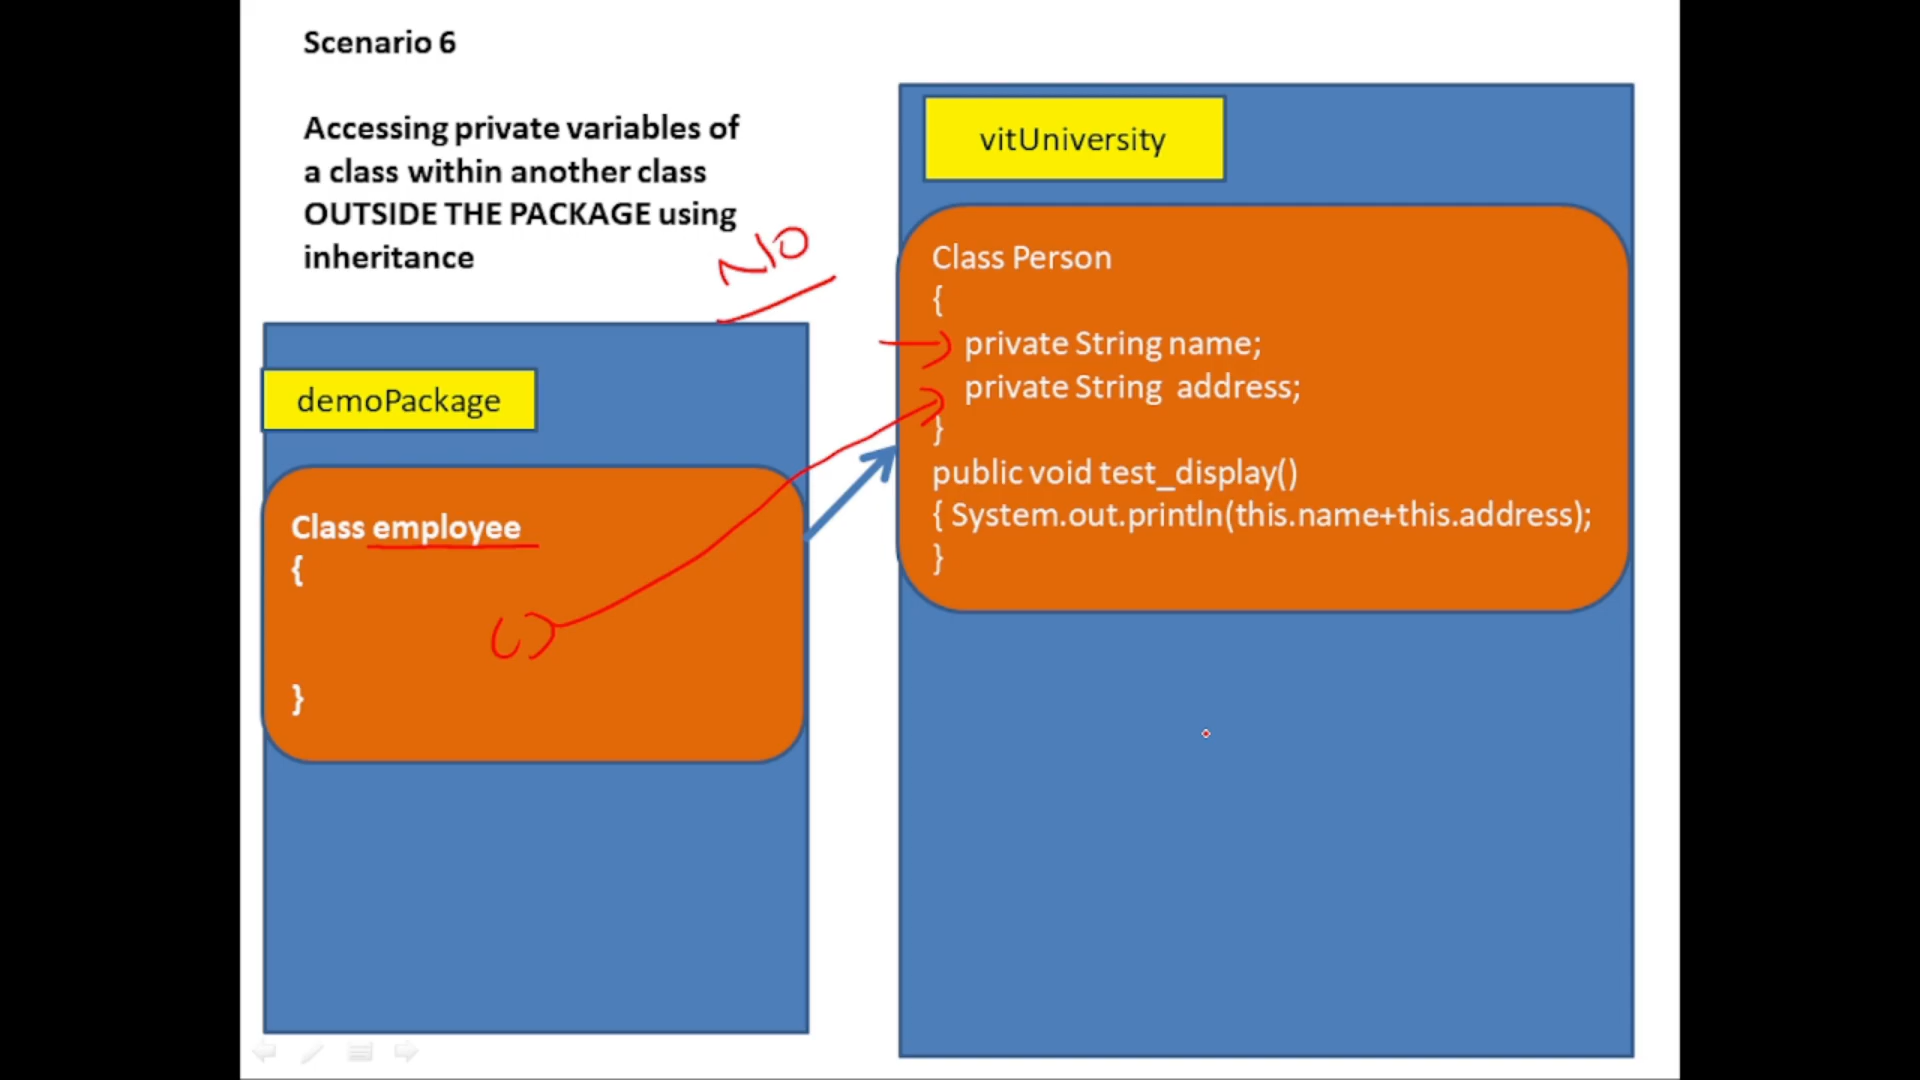 Scenario 6
Accessing private variables of
a class within another class
OUTSIDE THE PACKAGE using
inheritance
NO
demoPackage
Class employee
{
}
vitUniversity
Class Person
{
private String name;
private String address;
}
public void test_display()
{ System.out.println(this.name+this.address);
}